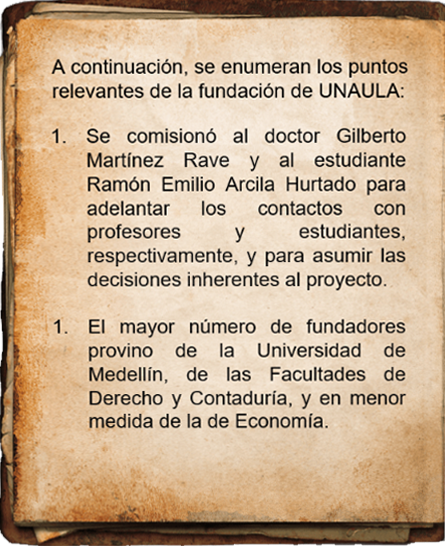 A continuación, se enumeran los puntos
relevantes de la fundación de UNAULA:
1. Se comisionó al doctor Gilberto
Martínez Rave y al estudiante
Ramón Emilio Arcila Hurtado para
adelantar los contactos con
profesores y estudiantes,
respectivamente, y para asumir las
decisiones inherentes al proyecto.
1. El mayor número de fundadores
provino de la Universidad de
Medellín, de las Facultades de
Derecho y Contaduría, y en menor
medida de la de Economía.